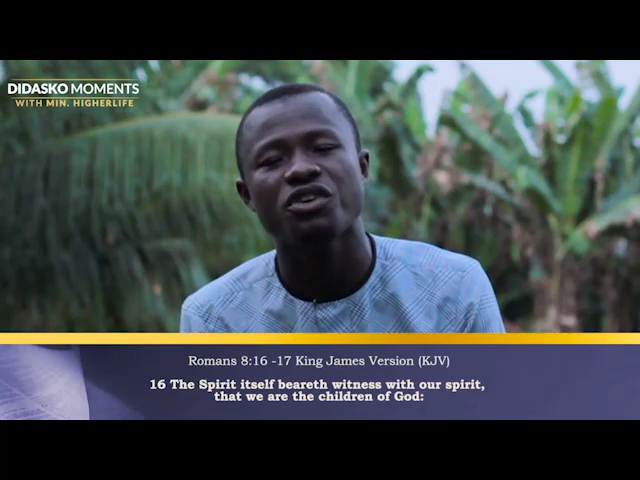 DIDASKO MOMENTS
WITH MIN. HIGHERLIFE
Romans 8:16 -17 King James Version (KJV)
16 The Spirit itself beareth witness with our spirit,
that we are the children of God: